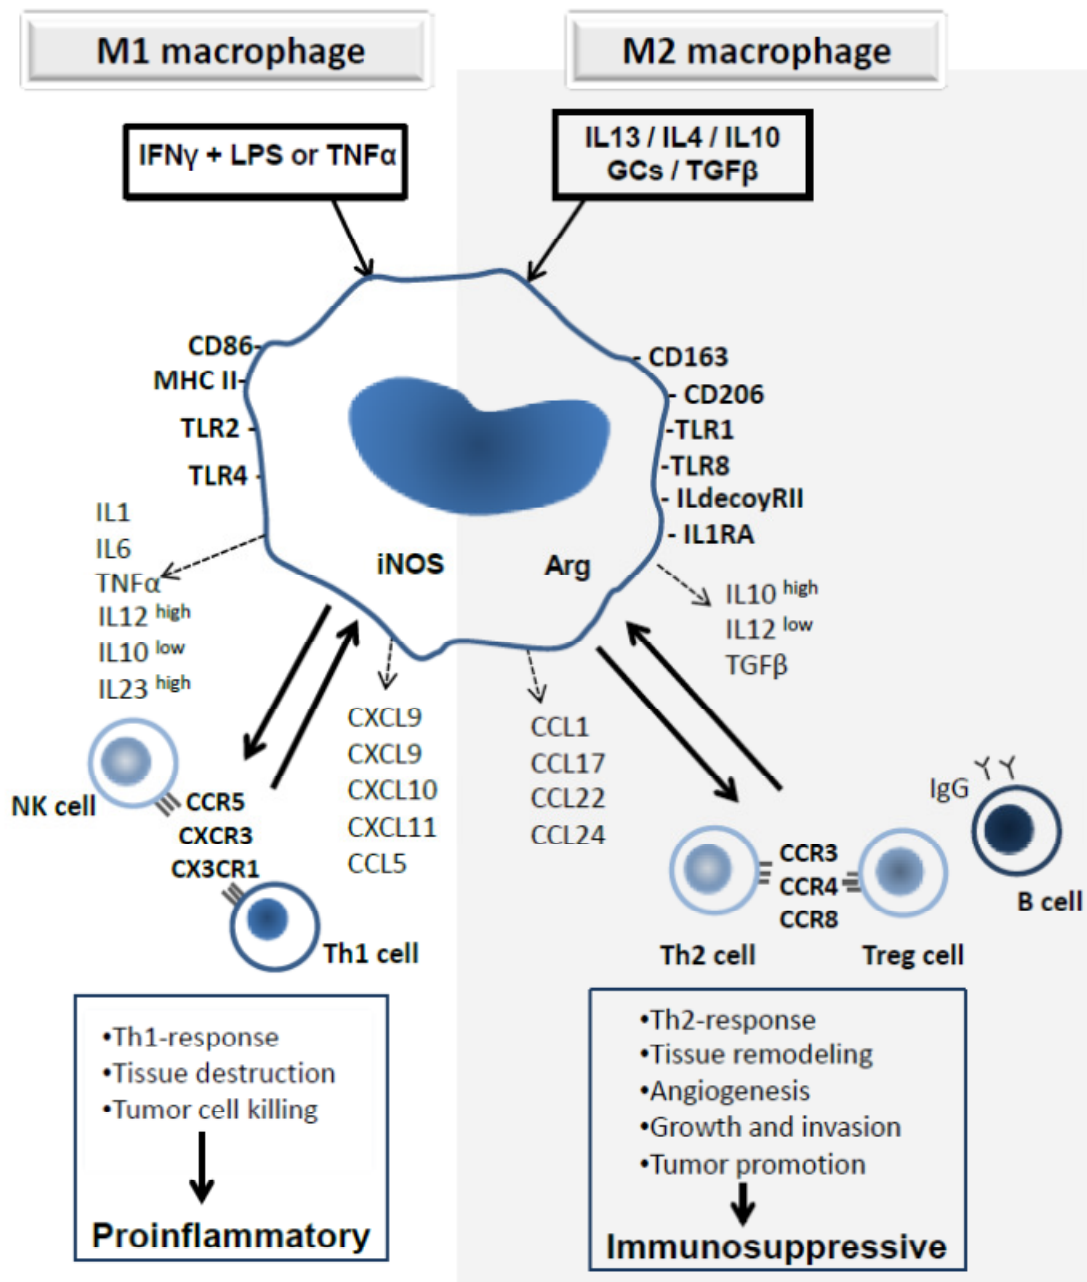 M1 macrophage
M2 macrophage
IFNγ + LPS or TNFα
IL13 / IL4 / IL10
GCs / TGFβ
CD86-
MHC II-
TLR2 -
TLR4 -
- CD163
- CD206
-TLR1
-TLR8
- ILdecoyRII
- IL1RA
iNOS
Arg
IL1
IL6
TNFα
IL12 high
IL10 low
IL23 high
IL10 high
IL12 low
TGFβ
CXCL9
CXCL9
CXCL10
CXCL11
CCL5
CCL1
CCL17
CCL22
CCL24
NK cell
CCR5
CXCR3
CX3CR1
Th1 cell
IgG
B cell
CCR3
CCR4
CCR8
Th2 cell
Treg cell
•Th1-response
•Tissue destruction
•Tumor cell killing
Proinflammatory
•Th2-response
•Tissue remodeling
•Angiogenesis
•Growth and invasion
•Tumor promotion
Immunosuppressive